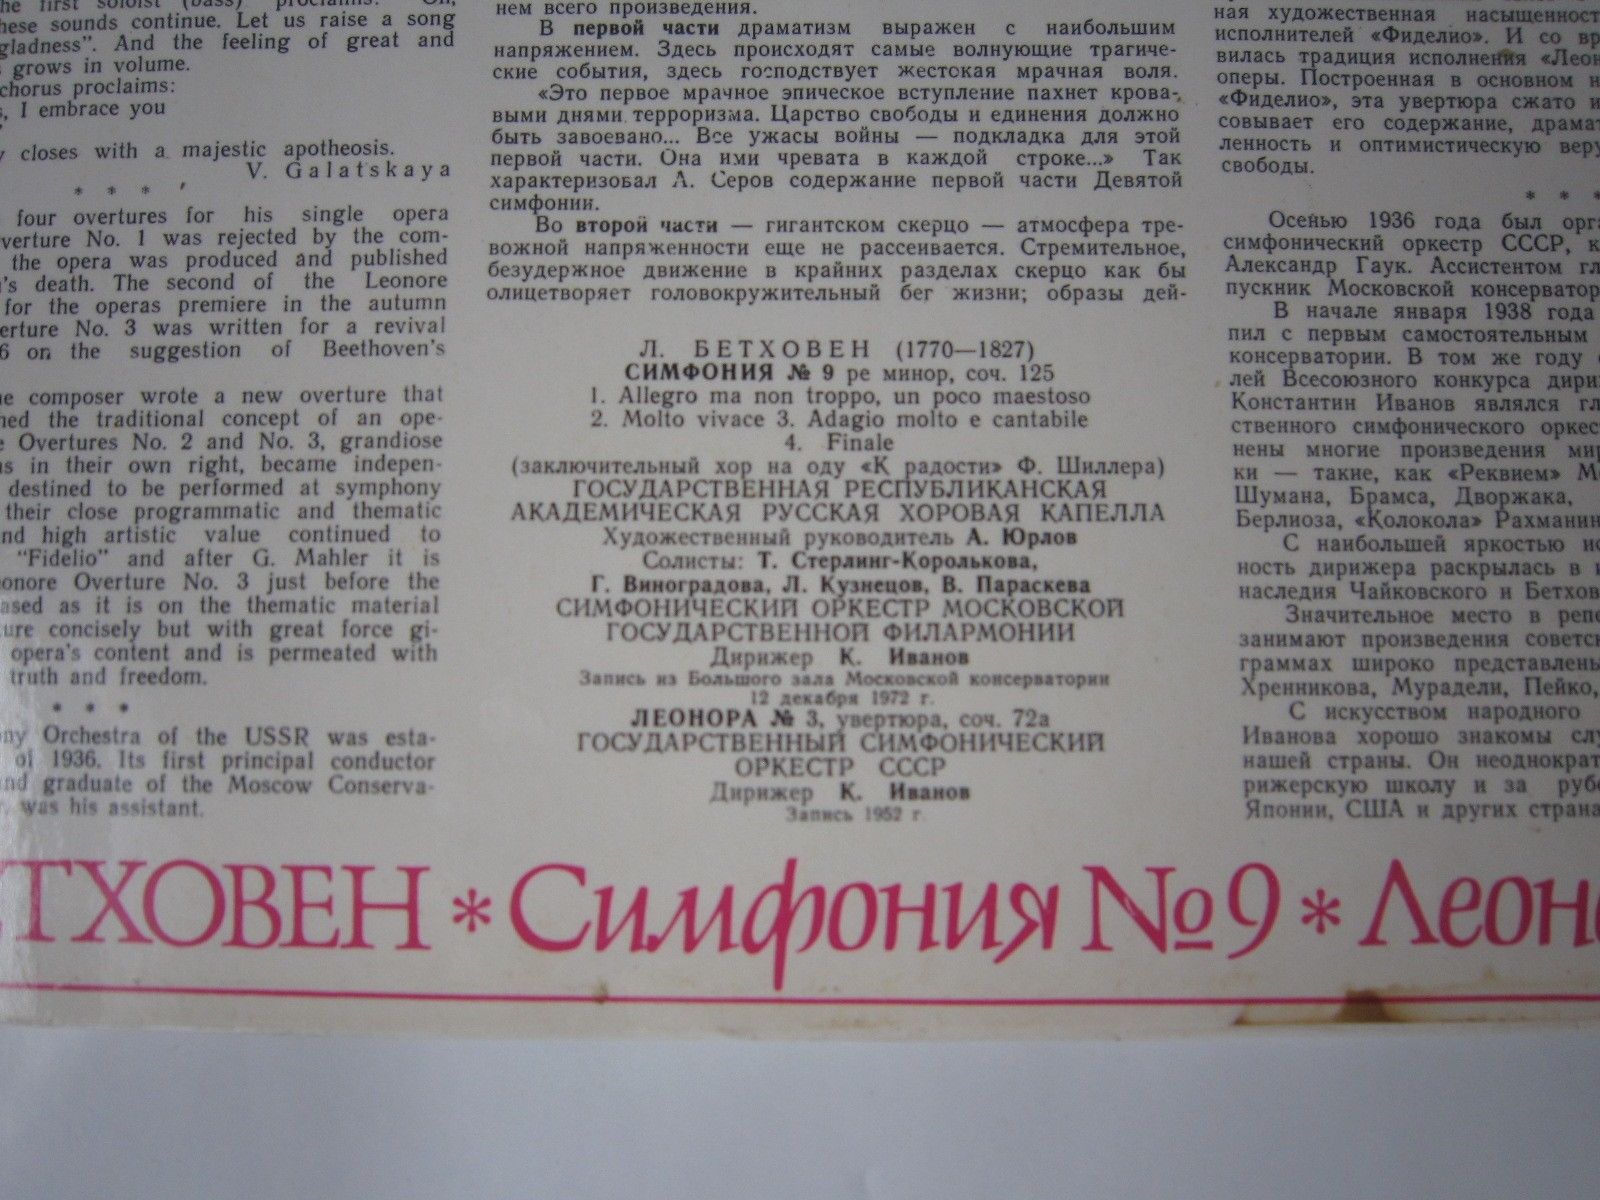 the first soloist (bass) proclaims: "Oh,
these sounds continue. Let us raise a song
gladness". And the feeling of great and
grows in volume.
chorus proclaims:
, I embrace you
closes with a majestic apotheosis.
V. Galatskaya
* * *
four overtures for his single opera
verture No. 1 was rejected by the com-
the opera was produced and published
's death. The second of the Leonore
for the operas premiere in the autumn
erture No. 3 was written for a revival
6 on the suggestion of Beethoven's
e composer wrote a new overture that
ned the traditional concept of an ope-
e Overtures No. 2 and No. 3, grandiose
s in their own right, became indepen-
destined to be performed at symphony
their close programmatic and thematic
nd high artistic value continued to
"Fidelio" and after G. Mahler it is
onore Overture No. 3 just before the
ased as it is on the thematic material
ure concisely but with great force gi-
opera's content and is permeated with
truth and freedom.
* * *
ny Orchestra of the USSR was esta-
of 1936. Its first principal conductor
nd graduate of the Moscow Conserva-
was his assistant.
нем всего произведения.
В первой части драматизм выражен с наибольшим
напряжением. Здесь происходят самые волнующие трагиче-
ские события, здесь господствует жестокая мрачная воля.
«Это первое мрачное эпическое вступление пахнет крова-
выми днями терроризма. Царство свободы и единения должно
быть завоевано... Все ужасы войны — подкладка для этой
первой части. Она ими чревата в каждой строке...» Так
характеризовал А. Серов содержание первой части Девятой
симфонии.
Во второй части — гигантском скерцо — атмосфера тре-
вожной напряженности еще не рассеивается. Стремительное,
безудержное движение в крайних разделах скерцо как бы
олицетворяет головокружительный бег жизни; образы дей-
Л. БЕТХОВЕН (1770—1827)
СИМФОНИЯ № 9 ре минор, соч. 125
1. Allegro ma non troppo, un poco maestoso
2. Molto vivace 3. Adagio molto e cantabile
4. Finale
(заключительный хор на оду «К радости» Ф. Шиллера)
ГОСУДАРСТВЕННАЯ РЕСПУБЛИКАНСКАЯ
АКАДЕМИЧЕСКАЯ РУССКАЯ ХОРОВАЯ КАПЕЛЛА
Художественный руководитель А. Юрлов
Солисты: Т. Стерлинг-Королькова,
Г. Виноградова, Л. Кузнецов, В. Параскева
СИМФОНИЧЕСКИЙ ОРКЕСТР МОСКОВСКОЙ
ГОСУДАРСТВЕННОЙ ФИЛАРМОНИИ
Дирижер К. Иванов
Запись из Большого зала Московской консерватории
12 декабря 1972 г.
ЛЕОНОРА № 3, увертюра, соч. 72а
ГОСУДАРСТВЕННЫЙ СИМФОНИЧЕСКИЙ
ОРКЕСТР СССР
Дирижер К. Иванов
Запись 1952 г.
ная художественная насыщенност
исполнителей «Фиделио». И со вр
вилась традиция исполнения «Леон
оперы. Построенная в основном н
«Фиделио», эта увертюра сжато и
совывает его содержание, драмат
ленность и оптимистическую веру
свободы.
* * *
Осенью 1936 года был орга
симфонический оркестр СССР, к
Александр Гаук. Ассистентом гл
пускник Московской консерватор
В начале января 1938 года
пил с первым самостоятельным
консерватории. В том же году
лей Всесоюзного конкурса дири
Константин Иванов являлся гл
ственного симфонического оркес
нены многие произведения мир
ки — такие, как «Реквием» М
Шумана, Брамса, Дворжака,
Берлиоза, «Колокола» Рахманин
С наибольшей яркостью ис
ность дирижера раскрылась в и
наследия Чайковского и Бетхов
Значительное место в репе
занимают произведения советс
граммах широко представлены
Хренникова, Мурадели, Пейко,
С искусством народного
Иванова хорошо знакомы слу
нашей страны. Он неоднократ
рижерскую школу и за рубе
Японии, США и других страна
ЕТХОВЕН * Симфония №9 * Леоно